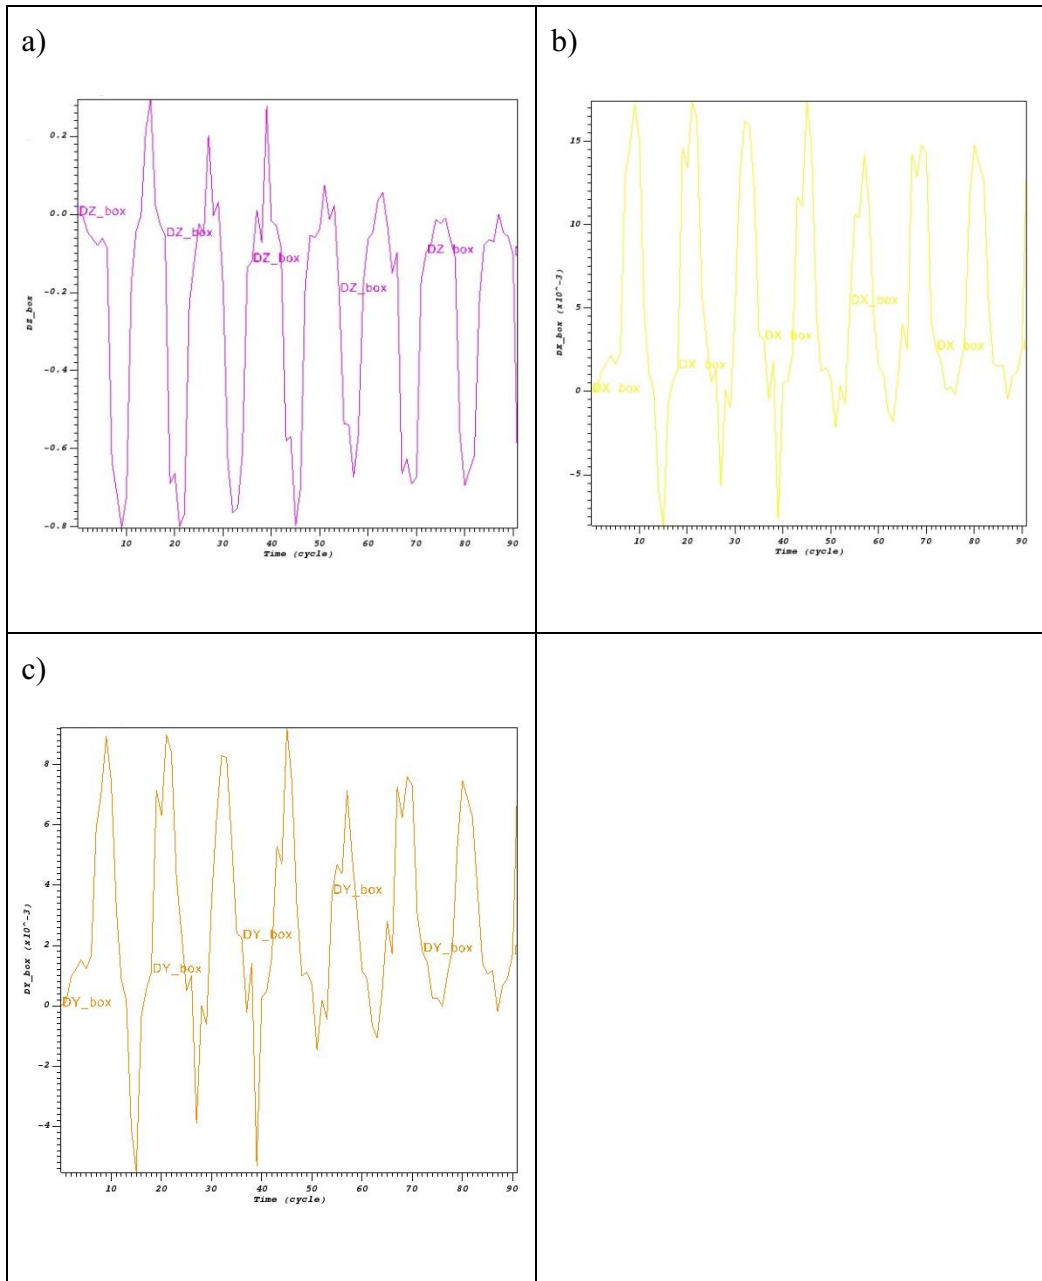 a)
0.2
0.0
-0.2
-0.4
-0.6
-0.8
DZ_box
DZ_box
DZ_box
DZ_box
DZ_box
DZ_box
10 20 30 40 50 60 70 80 90
Time (cycle)
b)
15
10
5
0
-5
DX_box (x10^-3)
DX_box
DX_box
DX_box
DX_box
DX_box
10 20 30 40 50 60 70 80 90
Time (cycle)
c)
8
6
4
2
0
-2
-4
DY_box (x10^-3)
DY_box
DY_box
DY_box
DY_box
DY_box
10 20 30 40 50 60 70 80 90
Time (cycle)